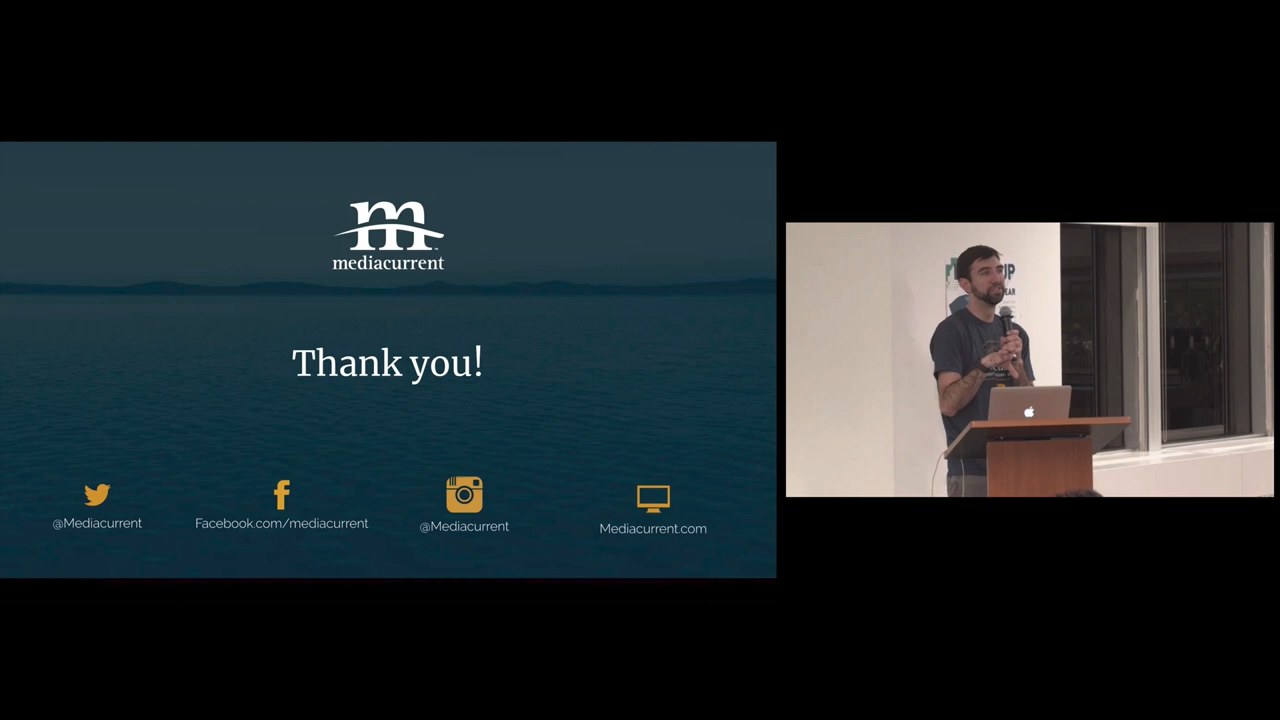 mediacurrent
Thank you!
@Mediacurrent
Facebook.com/mediacurrent
@Mediacurrent
Mediacurrent.com